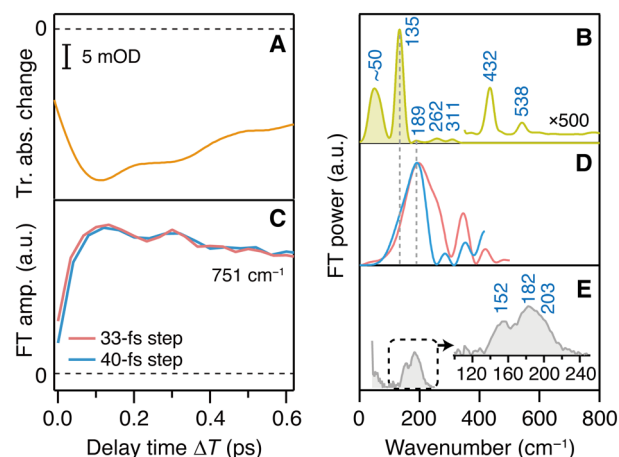 0
A
5 mOD
Tr. abs. change
C
FT amp. (a.u.)
751 cm⁻¹
33-fs step
40-fs step
0
0.0 0.2 0.4 0.6
Delay time ΔT (ps)
B
~50
135
189
262
311
432
538
×500
D
FT power (a.u.)
E
152
182
203
120 160 200 240
0 200 400 600 800
Wavenumber (cm⁻¹)